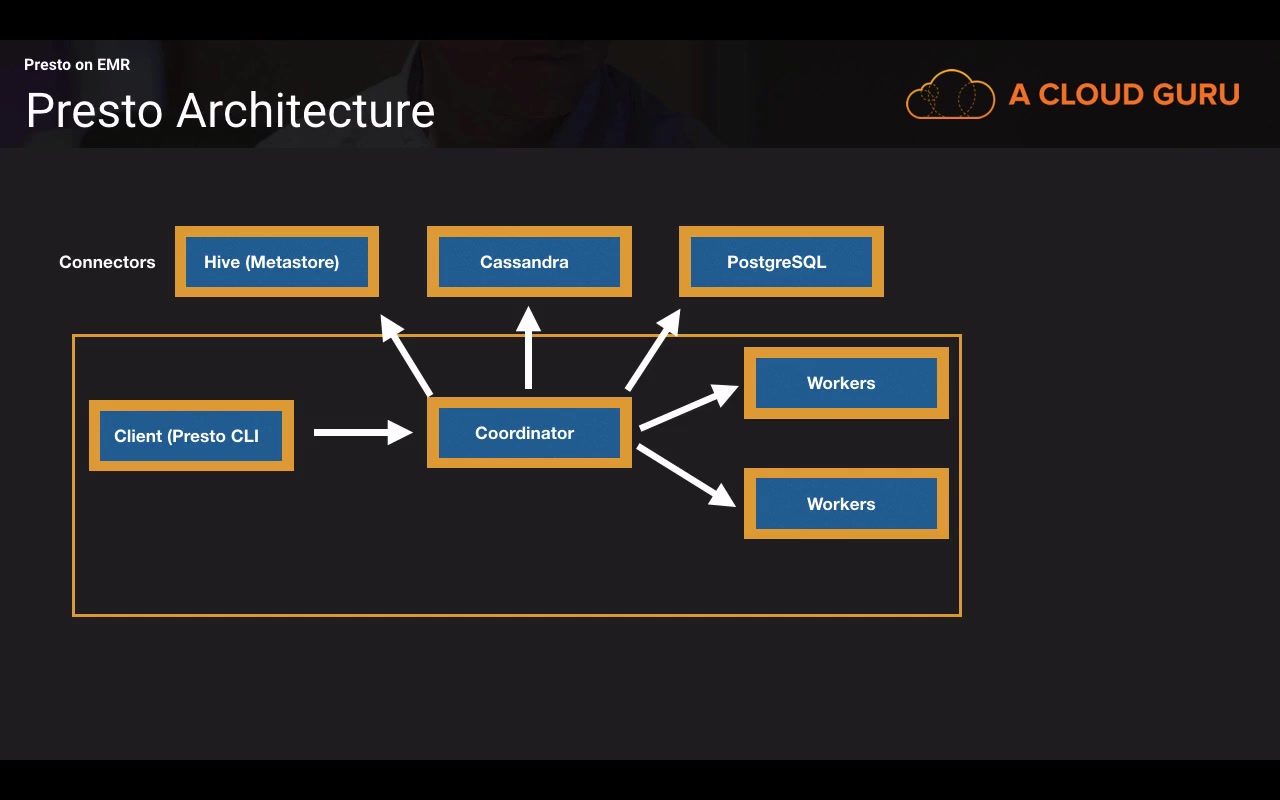 Presto on EMR
Presto Architecture
A CLOUD GURU
Connectors
Hive (Metastore)
Cassandra
PostgreSQL
Workers
Client (Presto CLI
Coordinator
Workers